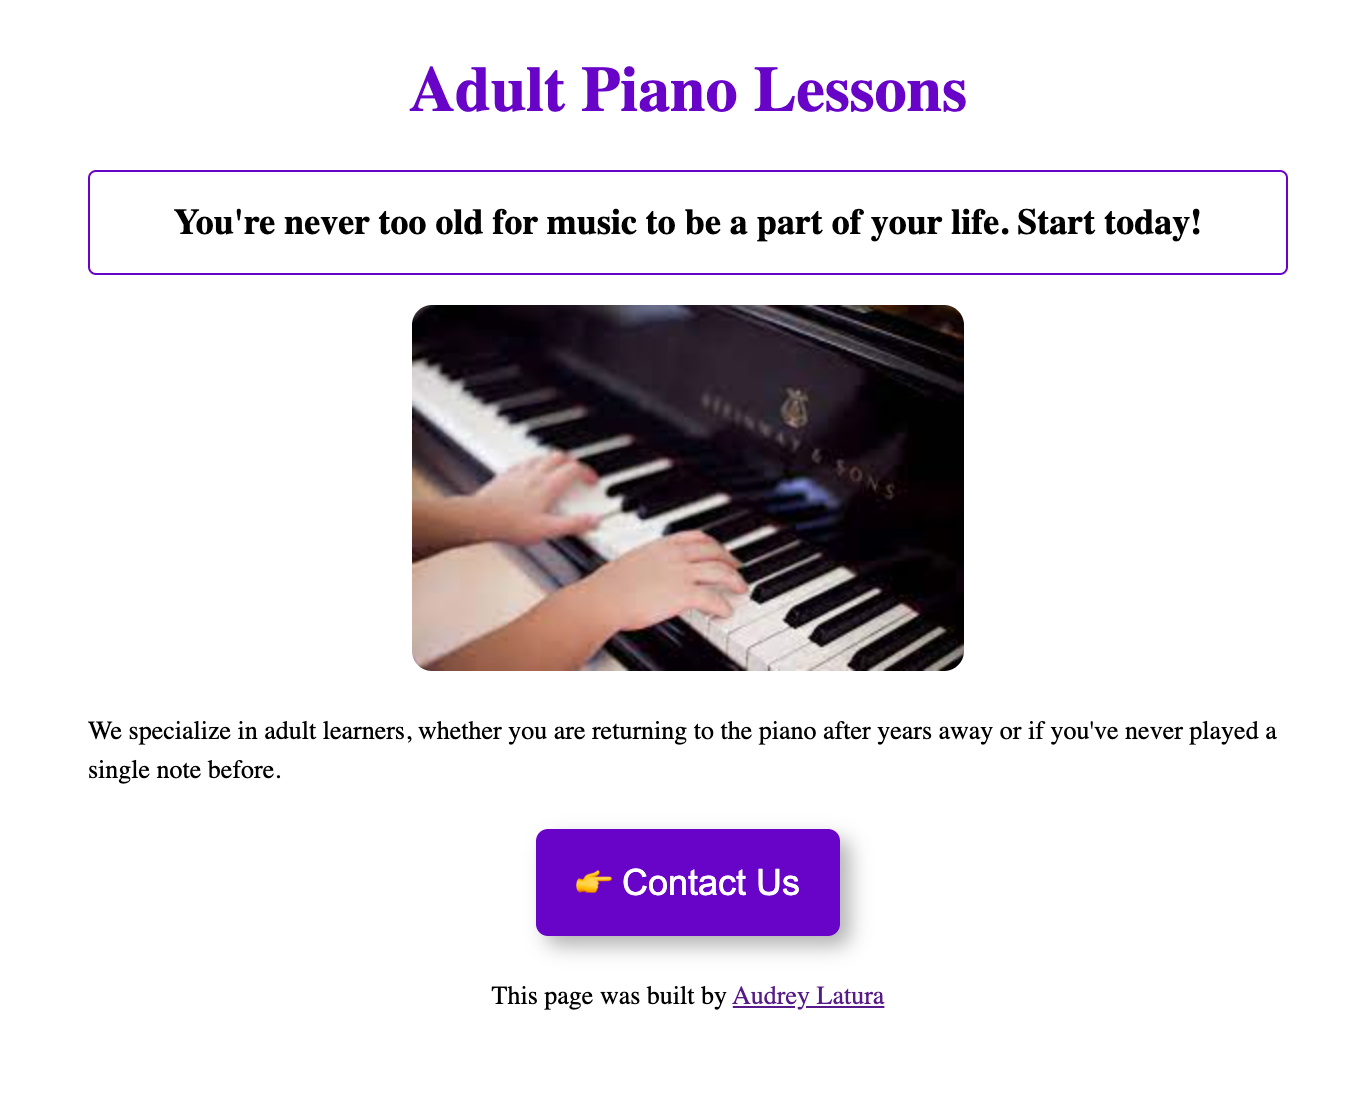 Adult Piano Lessons
You're never too old for music to be a part of your life. Start today!
STEINWAY & SONS
We specialize in adult learners, whether you are returning to the piano after years away or if you've never played a
single note before.
👉 Contact Us
This page was built by Audrey Latura